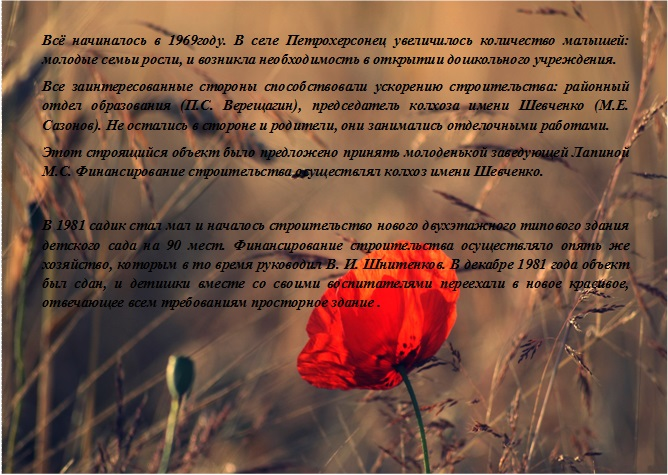 Всё начиналось в 1969году. В селе Петрохерсонец увеличилось количество малышей:
молодые семьи росли, и возникла необходимость в открытии дошкольного учреждения.
Все заинтересованные стороны способствовали ускорению строительства: районный
отдел образования (П.С. Верещагин), председатель колхоза имени Шевченко (М.Е.
Сазонов). Не остались в стороне и родители, они занимались отделочными работами.
Этот строящийся объект было предложено принять молоденькой заведующей Лапиной
М.С. Финансирование строительства осуществлял колхоз имени Шевченко.
В 1981 садик стал мал и началось строительство нового двухэтажного типового здания
детского сада на 90 мест. Финансирование строительства осуществляло опять же
хозяйство, которым в то время руководил В. И. Шнитенков. В декабре 1981 года объект
был сдан, и детишки вместе со своими воспитателями переехали в новое красивое,
отвечающее всем требованиям просторное здание .